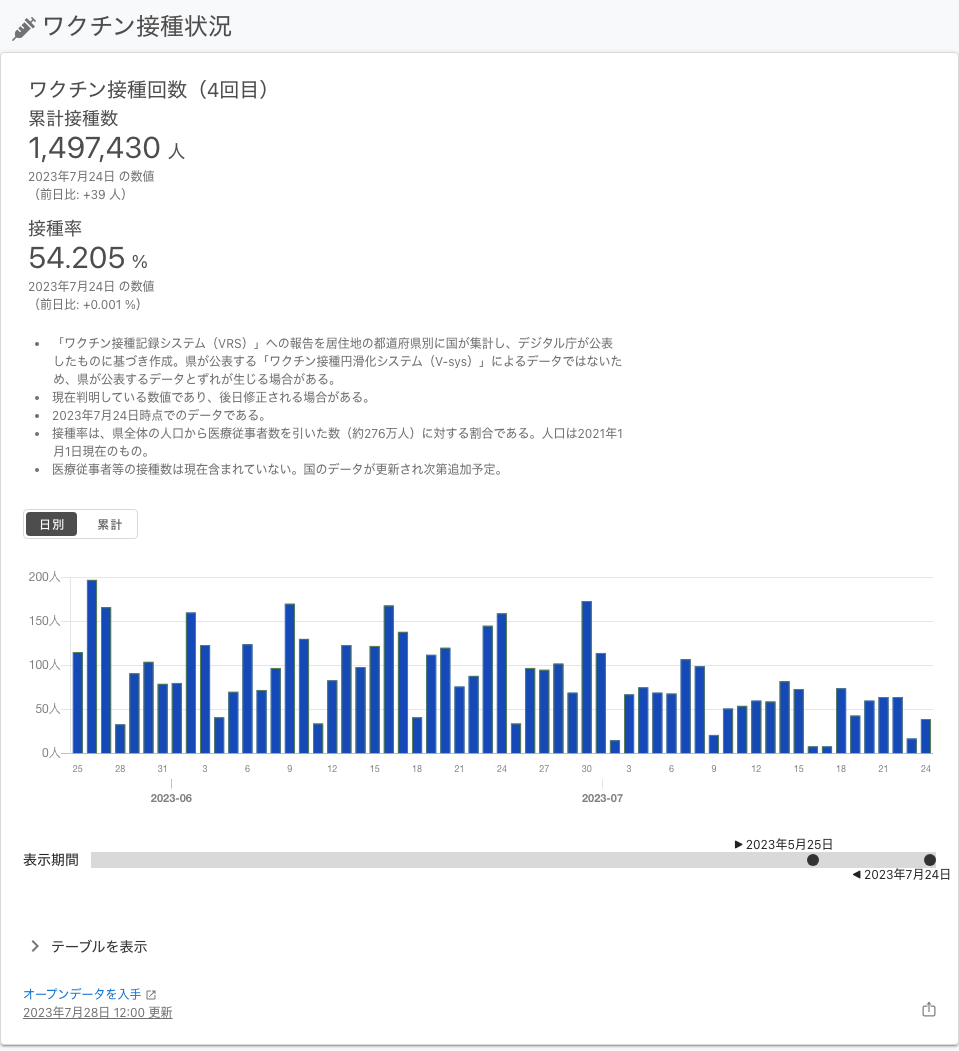 ワクチン接種状況
ワクチン接種回数（4回目）
累計接種数
1,497,430 人
2023年7月24日 の数値
（前日比: +39 人）
接種率
54.205 %
2023年7月24日 の数値
（前日比: +0.001 %）
「ワクチン接種記録システム（VRS）」への報告を居住地の都道府県別に国が集計し、デジタル庁が公表
したものに基づき作成。県が公表する「ワクチン接種円滑化システム（V-sys）」によるデータではないた
め、県が公表するデータとずれが生じる場合がある。
現在判明している数値であり、後日修正される場合がある。
2023年7月24日時点でのデータである。
接種率は、県全体の人口から医療従事者数を引いた数（約276万人）に対する割合である。人口は2021年1
月1日現在のもの。
医療従事者等の接種数は現在含まれていない。国のデータが更新され次第追加予定。
日別 累計
200人
150人
100人
50人
0人
25 28 31 3 6 9 12 15 18 21 24 27 30 3 6 9 12 15 18 21 24
2023-06 2023-07
2023年5月25日
表示期間
2023年7月24日
テーブルを表示
オープンデータを入手
2023年7月28日 12:00 更新